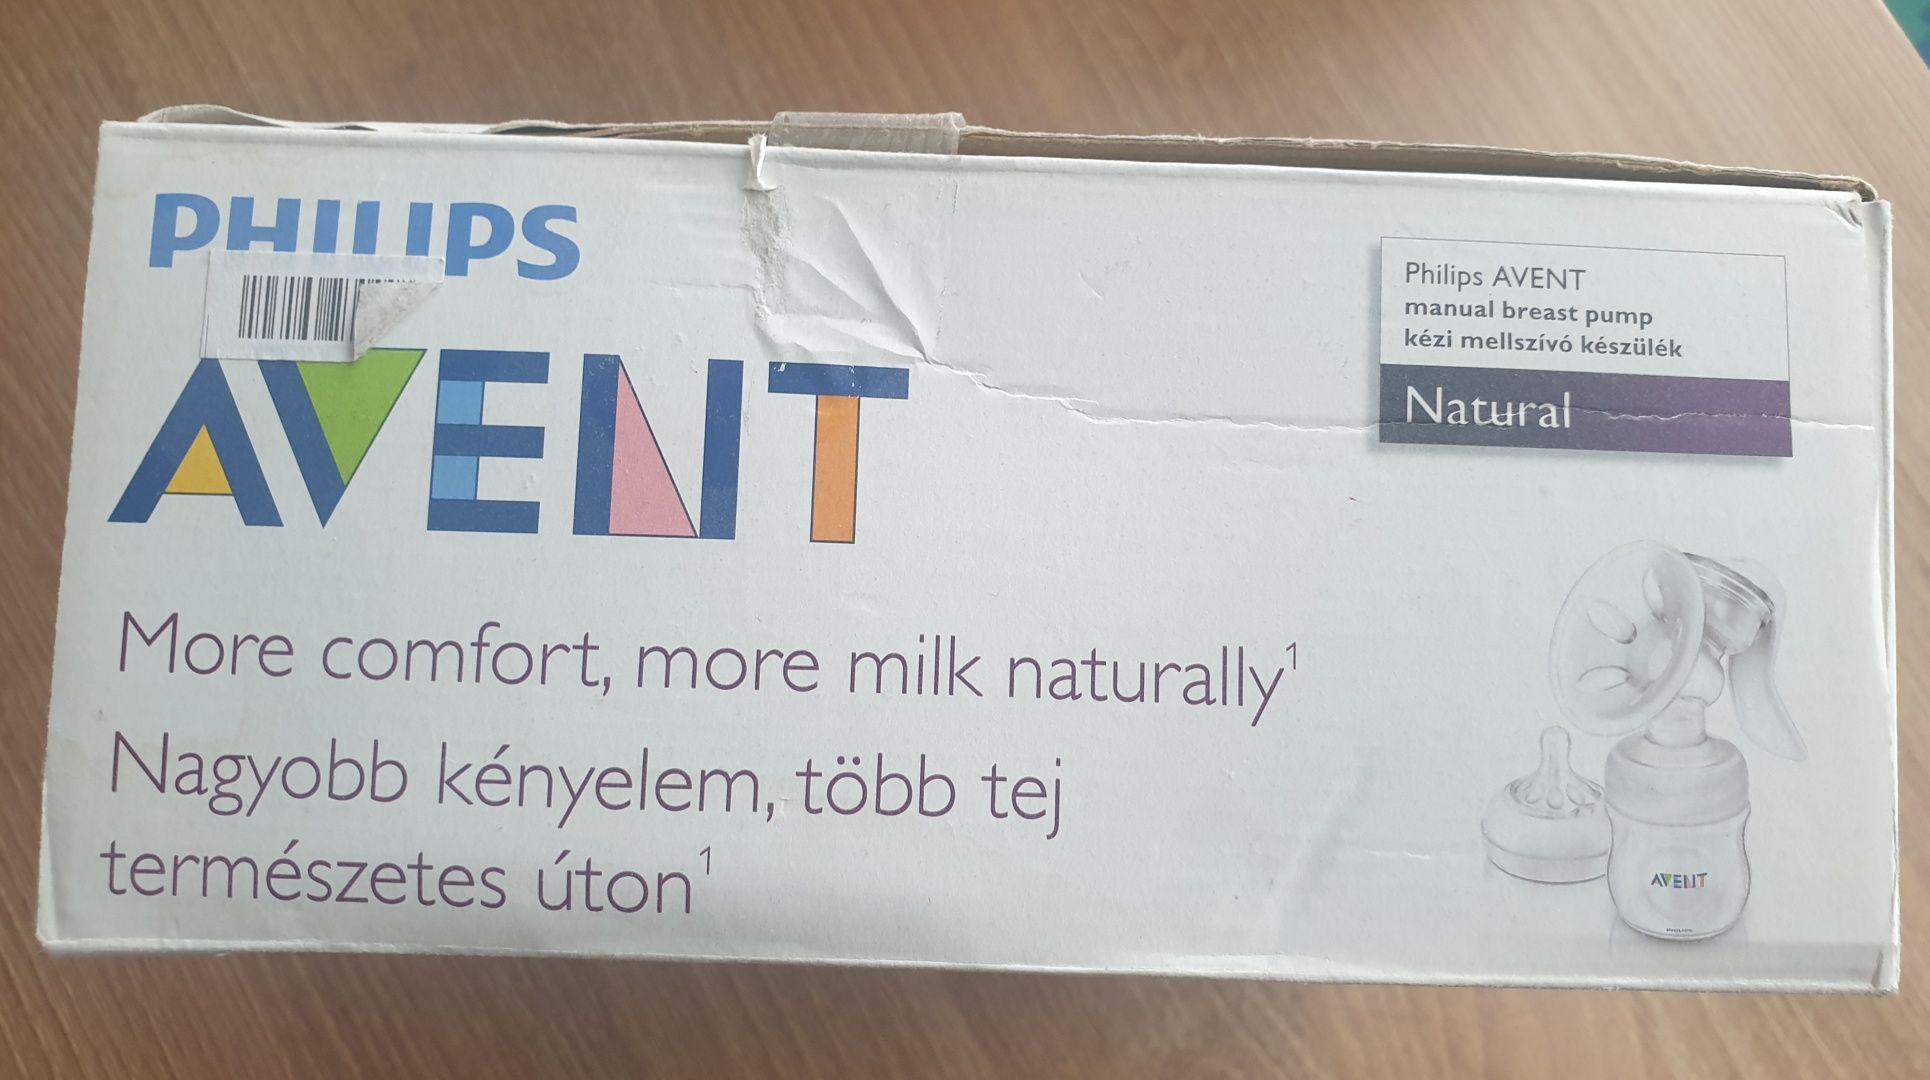 PHILIPS
AVENT
Philips AVENT
manual breast pump
kézi mellszívó készülék
Natural
More comfort, more milk naturally¹
Nagyobb kényelem, több tej
természetes úton¹
AVENT
PHILIPS